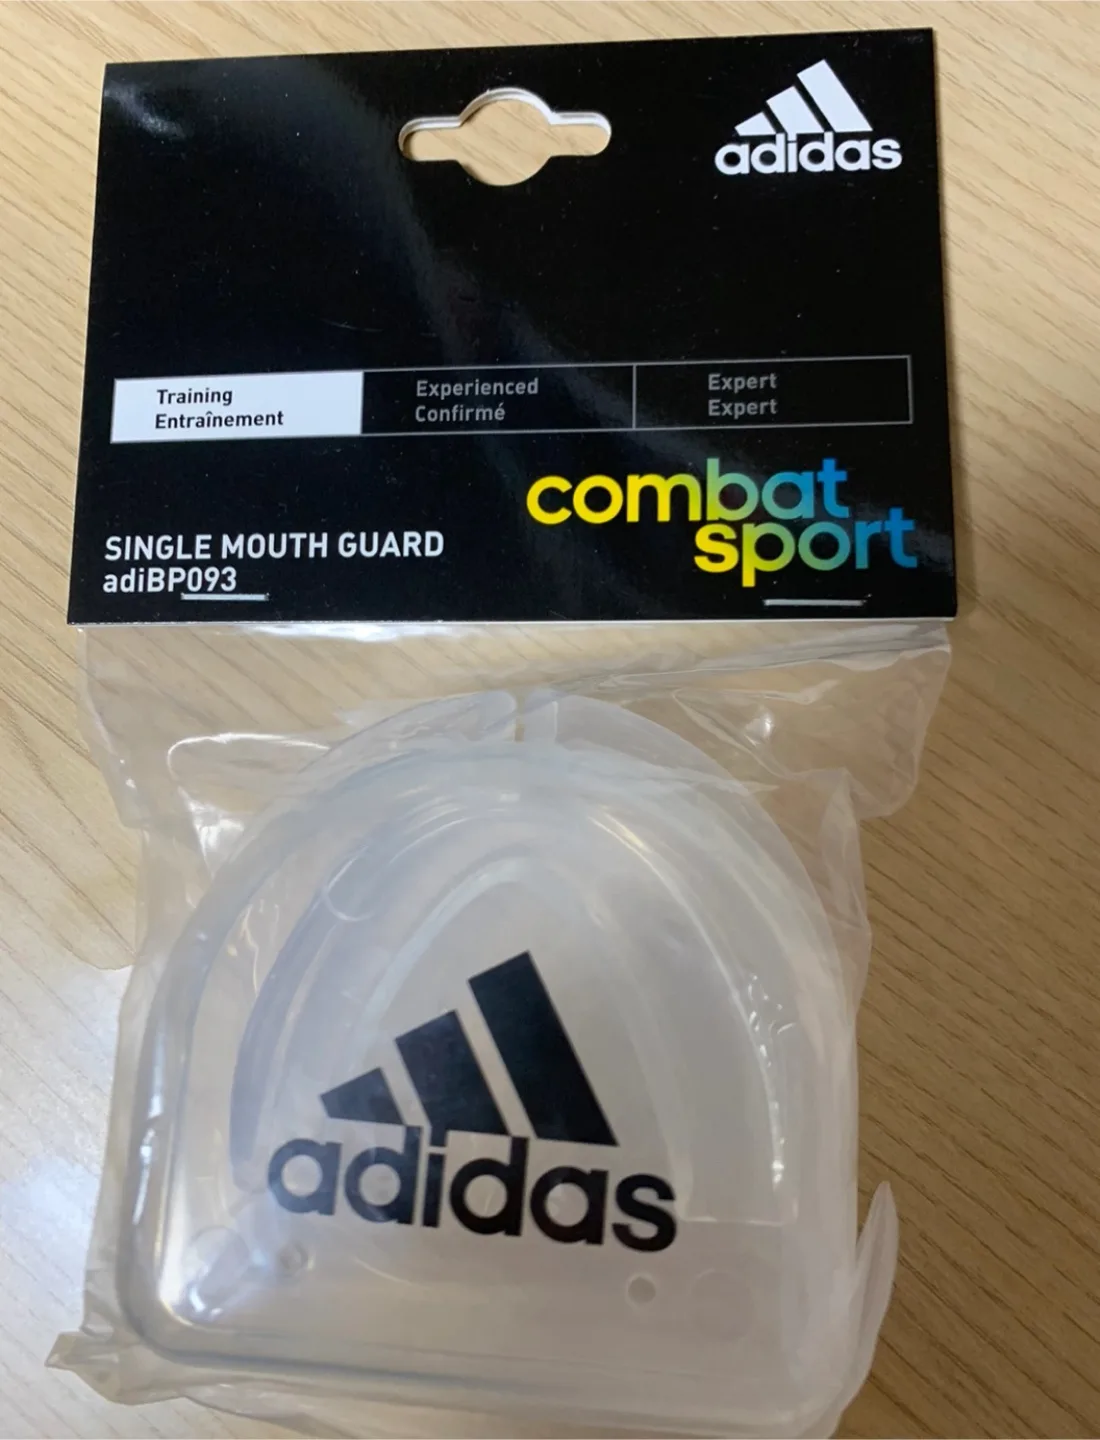 adidas
Training
Entraînement
Experienced
Confirmé
Expert
Expert
combat
sport
SINGLE MOUTH GUARD
adiBP093
adidas